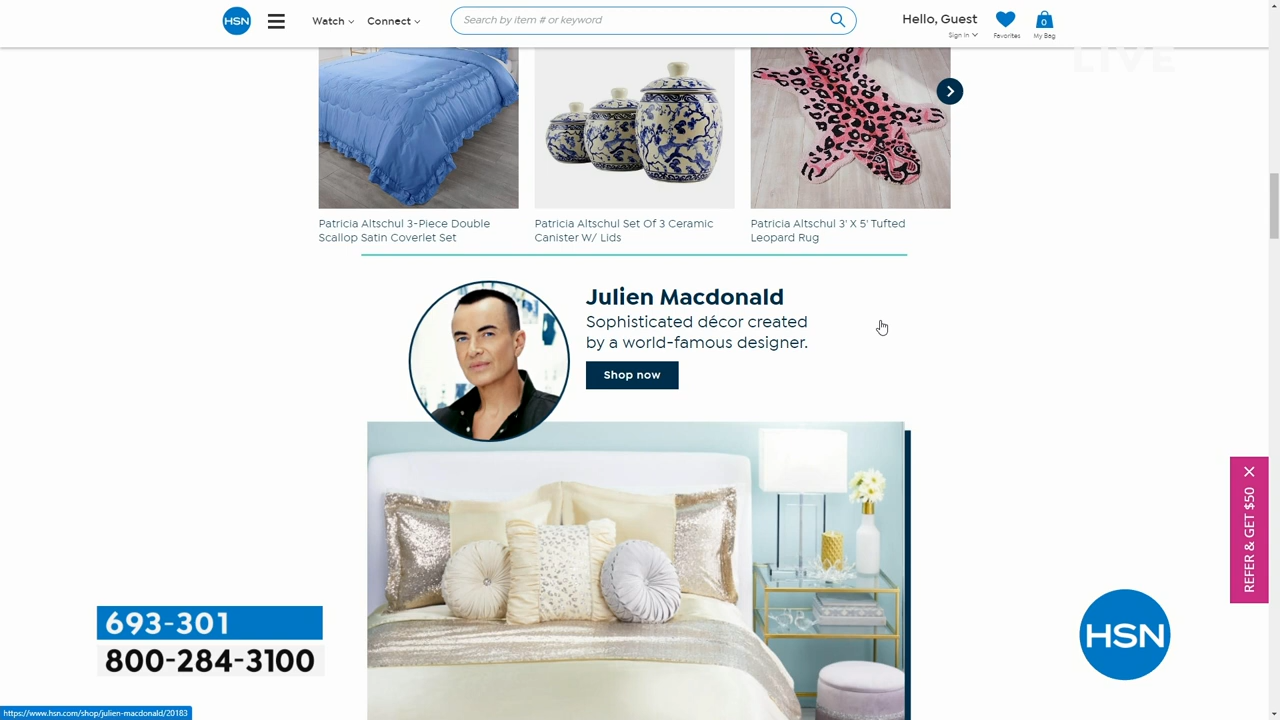 HSN
Watch
Connect
Search by item # or keyword
Hello, Guest
Sign In
Favorites
0
My Bag
LIVE
Patricia Altschul 3-Piece Double
Scallop Satin Coverlet Set
Patricia Altschul Set Of 3 Ceramic
Canister W/ Lids
Patricia Altschul 3' X 5' Tufted
Leopard Rug
Julien Macdonald
Sophisticated décor created
by a world-famous designer.
Shop now
REFER & GET $50
693-301
800-284-3100
HSN
https://www.hsn.com/shop/julien-macdonald/20183